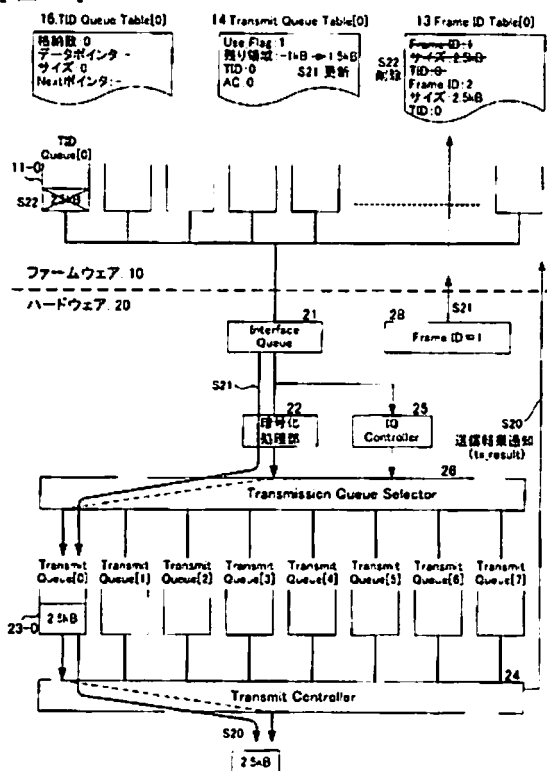 16.TID Queue Table[0]
格納数:0
データポインタ:-
サイズ:0
Nextポインタ:-
14 Transmit Queue Table[0]
Use Flag:1
残り領域:-1kB→1.5kB
TID:0
S21 更新
AC:0
13 Frame ID Table[0]
Frame ID:1
サイズ:2.5kB
TID:0
S22
削除
Frame ID:2
サイズ:2.5kB
TID:0
TID
Queue[0]
11-0
2.5kB
S22
ファームウェア 10
ハードウェア 20
21
Interface
Queue
28
Frame ID=1
S21
S21
22
暗号化
処理部
25
IQ
Controller
S20
送信結果通知
(tx_result)
26
Transmission Queue Selector
Transmit
Queue[0]
Transmit
Queue[1]
Transmit
Queue[2]
Transmit
Queue[3]
Transmit
Queue[4]
Transmit
Queue[5]
Transmit
Queue[6]
Transmit
Queue[7]
23-0
2.5kB
24
Transmit Controller
S20
2.5kB